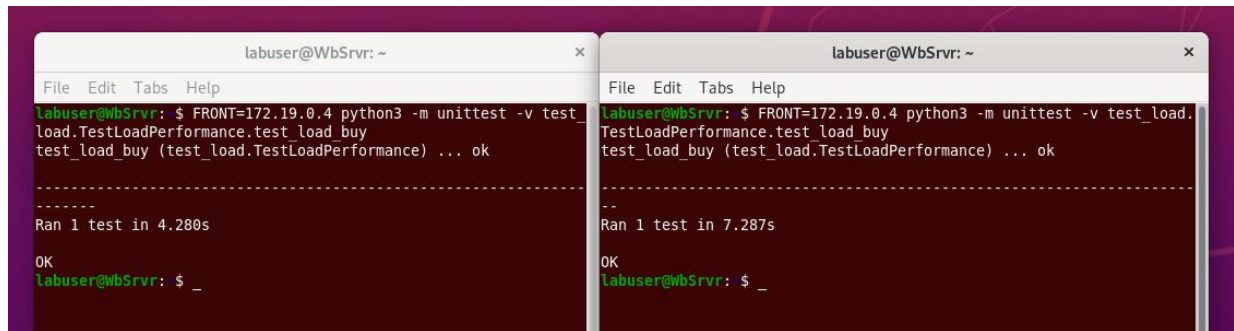 labuser@WbSrvr: ~ ×
File Edit Tabs Help
labuser@WbSrvr:~$ FRONT=172.19.0.4 python3 -m unittest -v test_
load.TestLoadPerformance.test_load_buy
test_load_buy (test_load.TestLoadPerformance) ... ok
----------------------------------------------------------------------
Ran 1 test in 4.280s
OK
labuser@WbSrvr:~$ _
labuser@WbSrvr: ~ ×
File Edit Tabs Help
labuser@WbSrvr:~$ FRONT=172.19.0.4 python3 -m unittest -v test_load.
TestLoadPerformance.test_load_buy
test_load_buy (test_load.TestLoadPerformance) ... ok
----------------------------------------------------------------------
Ran 1 test in 7.287s
OK
labuser@WbSrvr:~$ _